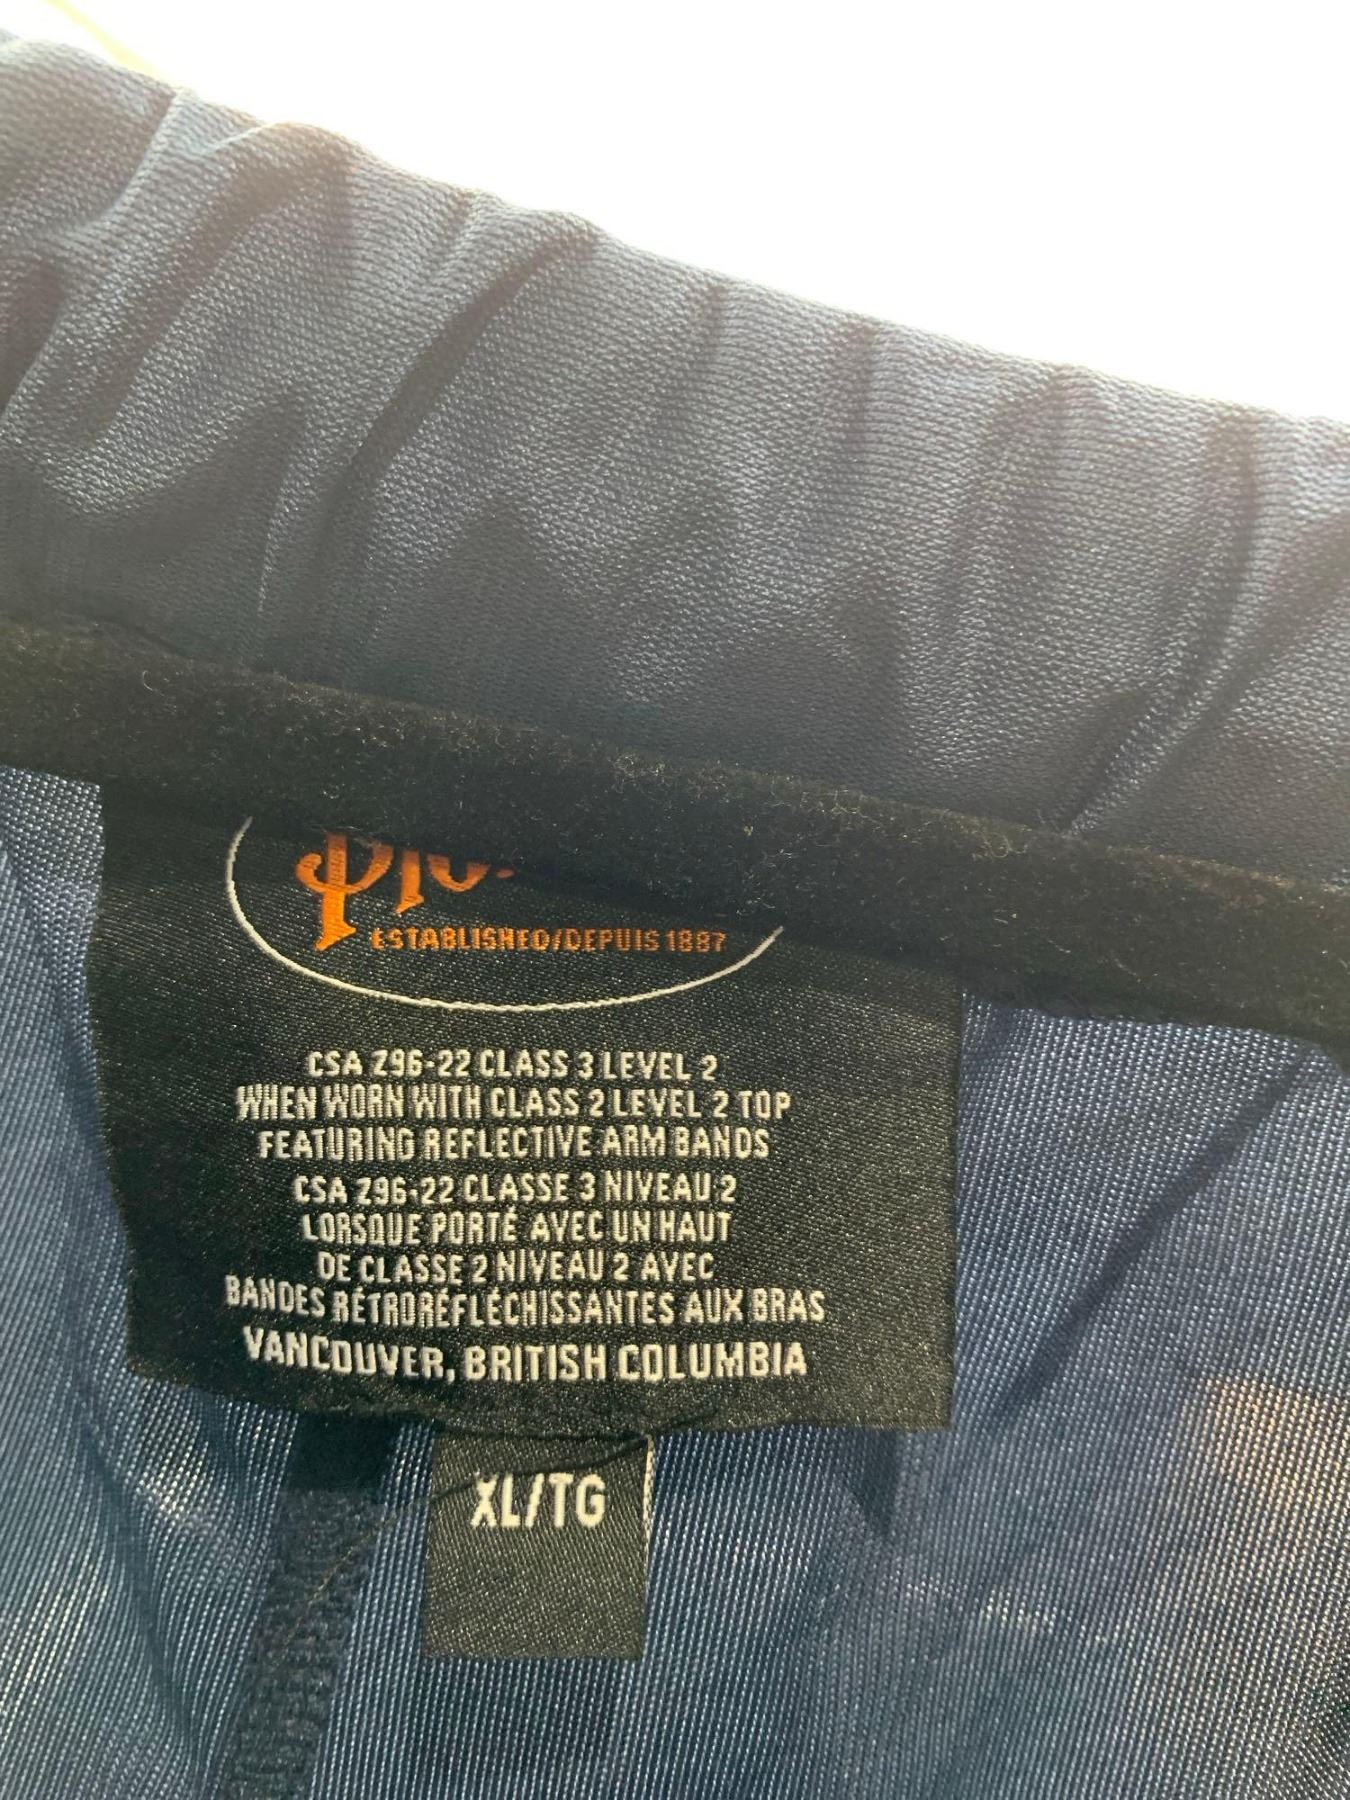 ESTABLISHED/DEPUIS 1887
CSA Z96-22 CLASS 3 LEVEL 2
WHEN WORN WITH CLASS 2 LEVEL 2 TOP
FEATURING REFLECTIVE ARM BANDS
CSA Z96-22 CLASSE 3 NIVEAU 2
LORSQUE PORTÉ AVEC UN HAUT
DE CLASSE 2 NIVEAU 2 AVEC
BANDES RÉTRORÉFLÉCHISSANTES AUX BRAS
VANCOUVER, BRITISH COLUMBIA
XL/TG